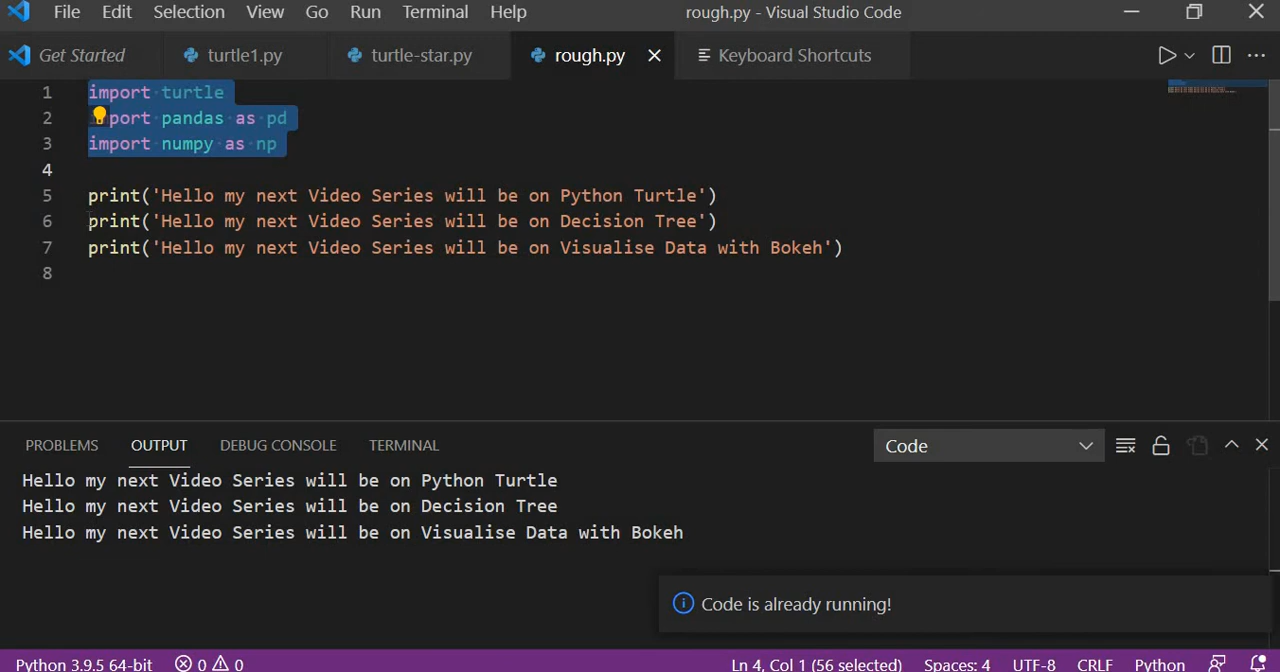 File Edit Selection View Go Run Terminal Help rough.py - Visual Studio Code
Get Started turtle1.py turtle-star.py rough.py Keyboard Shortcuts
1 import turtle
2 port pandas as pd
3 import numpy as np
4
5 print('Hello my next Video Series will be on Python Turtle')
6 print('Hello my next Video Series will be on Decision Tree')
7 print('Hello my next Video Series will be on Visualise Data with Bokeh')
8
PROBLEMS OUTPUT DEBUG CONSOLE TERMINAL Code
Hello my next Video Series will be on Python Turtle
Hello my next Video Series will be on Decision Tree
Hello my next Video Series will be on Visualise Data with Bokeh
Code is already running!
Python 3.9.5 64-bit 0 0 Ln 4, Col 1 (56 selected) Spaces: 4 UTF-8 CRLF Python